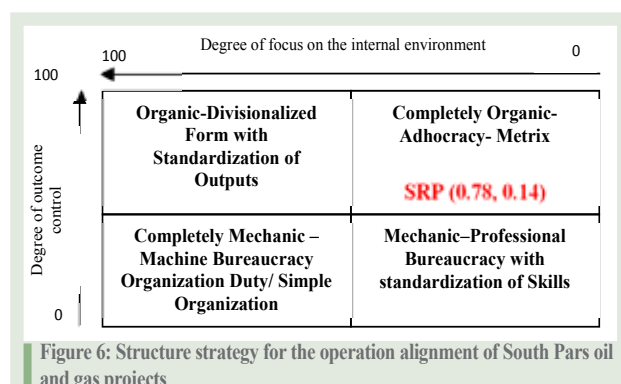 Degree of focus on the internal environment
100
0
100
Degree of outcome
control
0
Organic-Divisionalized
Form with
Standardization of
Outputs
Completely Organic-
Adhocracy- Metrix
SRP (0.78, 0.14)
Completely Mechanic –
Machine Bureaucracy
Organization Duty/ Simple
Organization
Mechanic–Professional
Bureaucracy with
standardization of Skills
Figure 6: Structure strategy for the operation alignment of South Pars oil
and gas projects